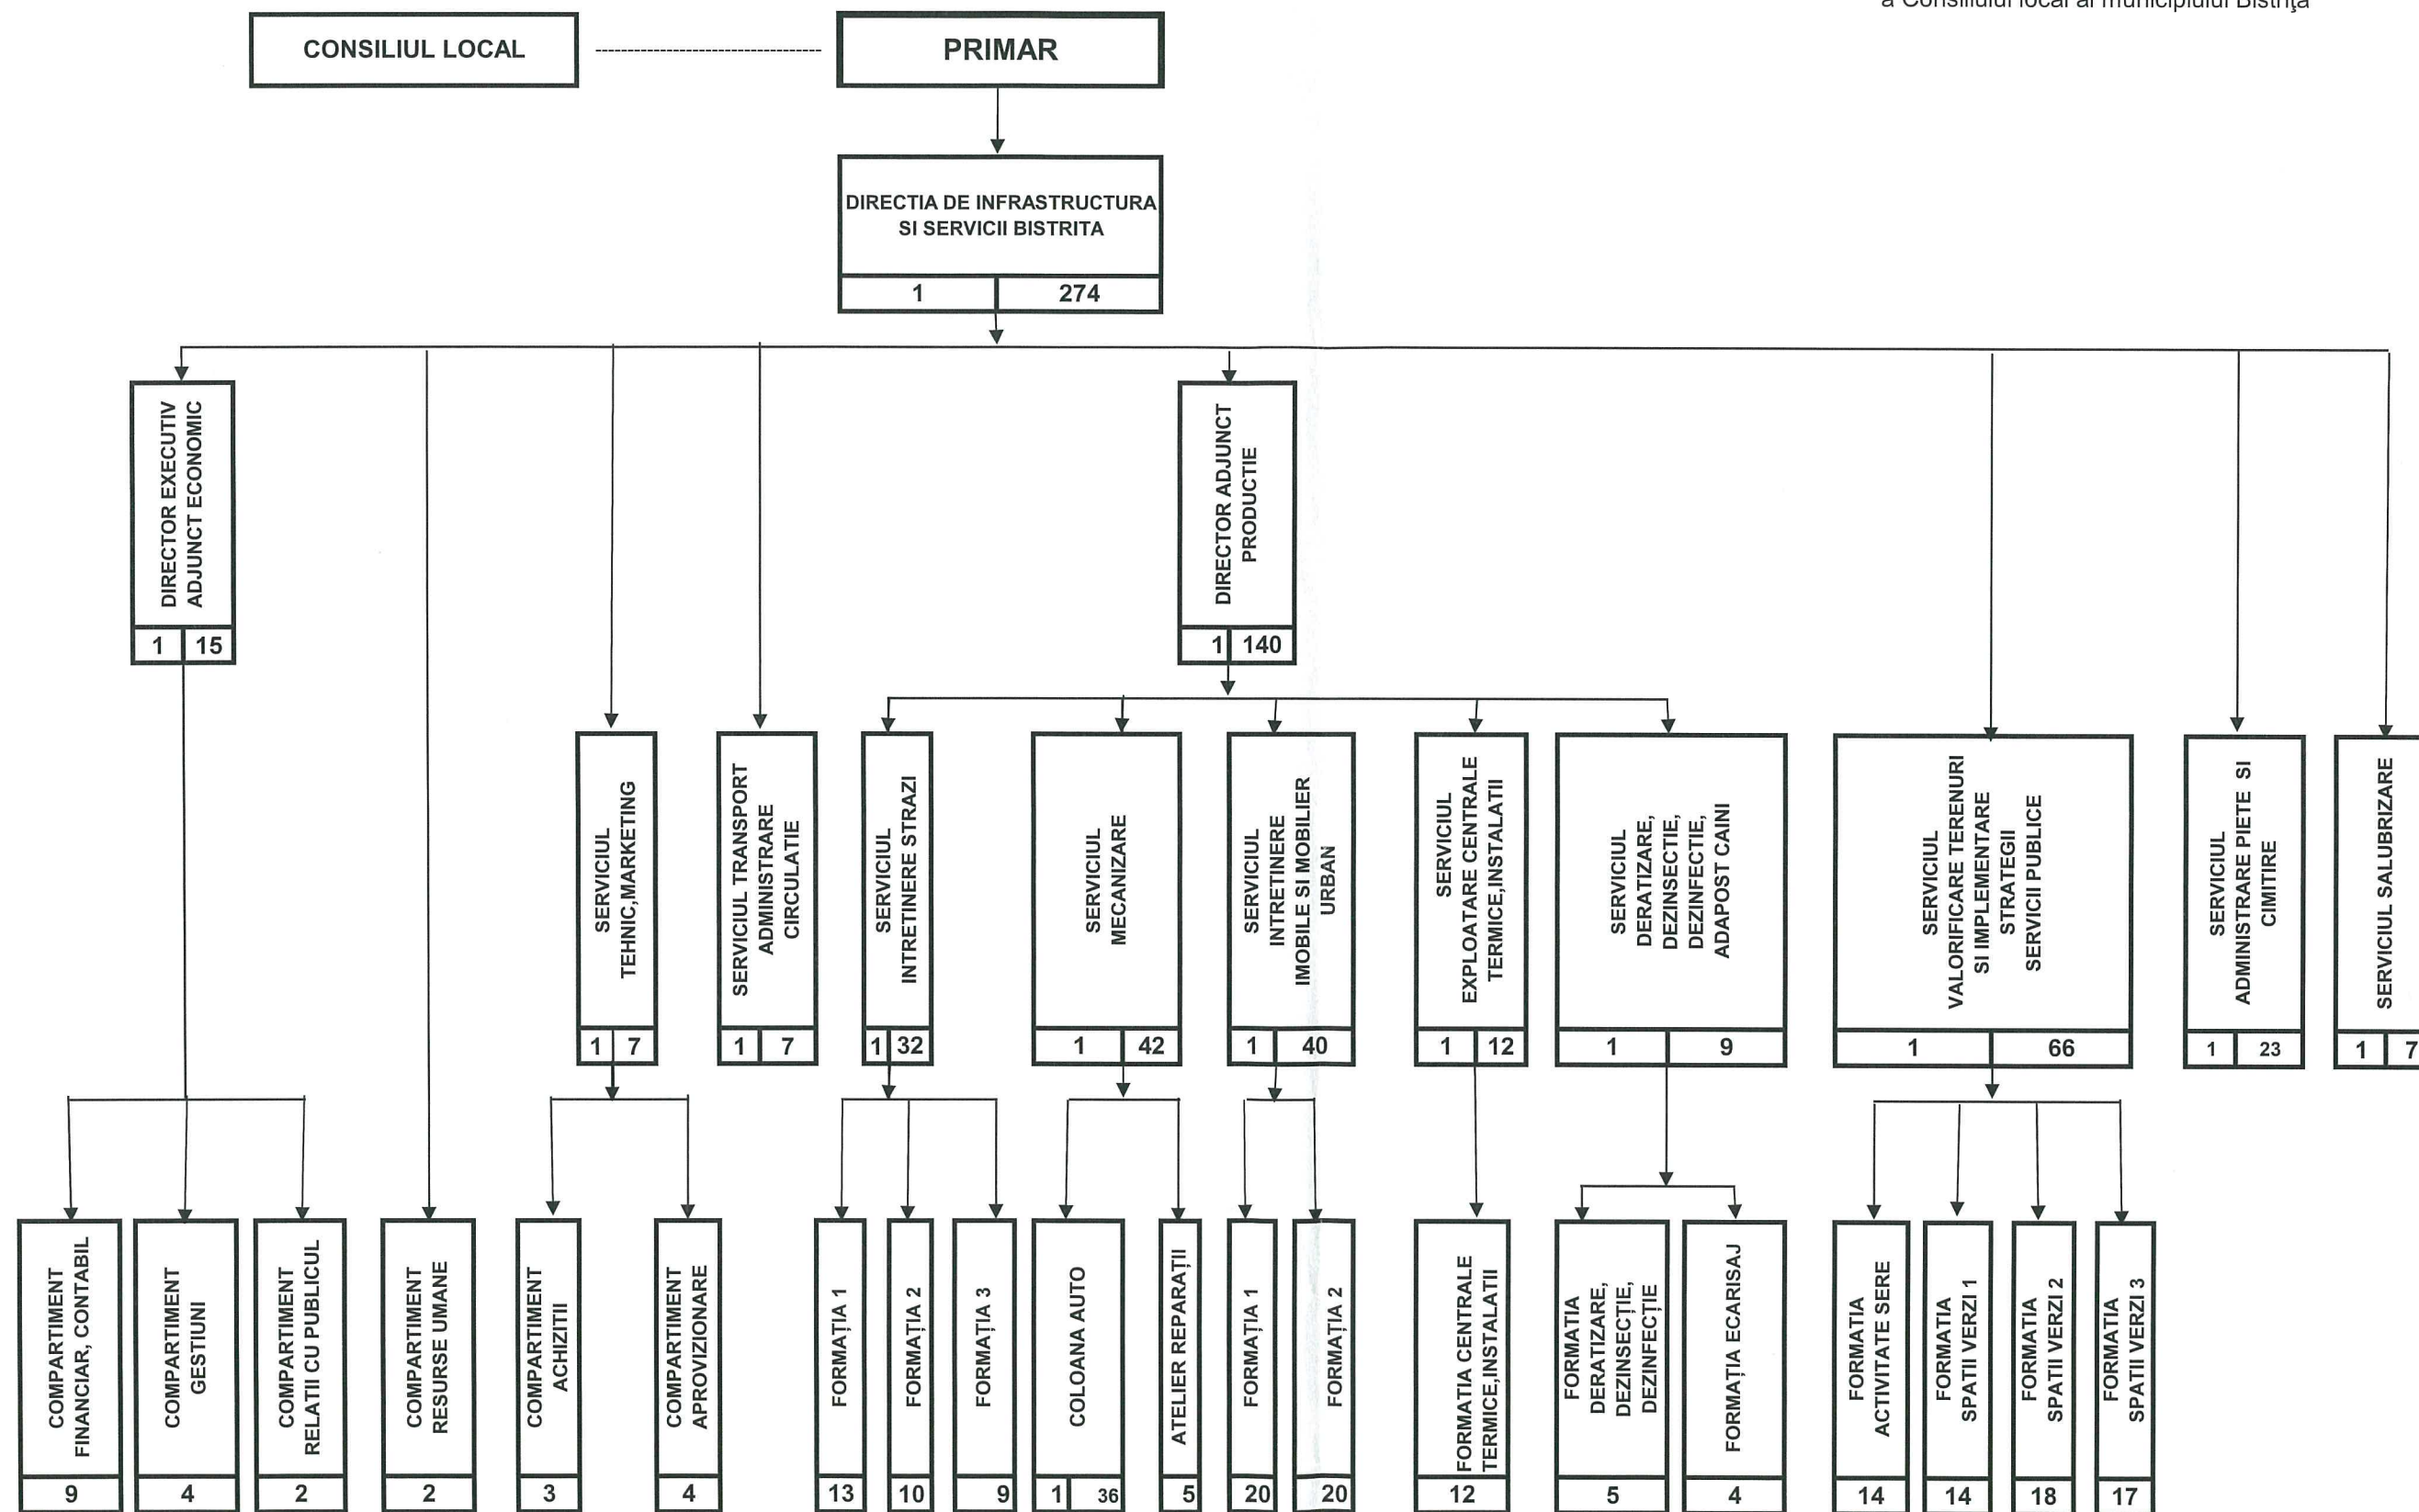 a Consiliului local al municipiului Bistriţa
CONSILIUL LOCAL
PRIMAR
DIRECTIA DE INFRASTRUCTURA
SI SERVICII BISTRITA
1 274
DIRECTOR EXECUTIV
ADJUNCT ECONOMIC
1 15
DIRECTOR ADJUNCT
PRODUCTIE
1 140
SERVICIUL
TEHNIC,MARKETING
1 7
SERVICIUL TRANSPORT
ADMINISTRARE
CIRCULATIE
1 7
SERVICIUL
INTRETINERE STRAZI
1 32
SERVICIUL
MECANIZARE
1 42
SERVICIUL
INTRETINERE
IMOBILE SI MOBILIER
URBAN
1 40
SERVICIUL
EXPLOATARE CENTRALE
TERMICE,INSTALATII
1 12
SERVICIUL
DERATIZARE,
DEZINSECTIE,
DEZINFECTIE,
ADAPOST CAINI
1 9
SERVICIUL
VALORIFICARE TERENURI
SI IMPLEMENTARE
STRATEGII
SERVICII PUBLICE
1 66
SERVICIUL
ADMINISTRARE PIETE SI
CIMITIRE
1 23
SERVICIUL SALUBRIZARE
1 7
COMPARTIMENT
FINANCIAR, CONTABIL
9
COMPARTIMENT
GESTIUNI
4
COMPARTIMENT
RELATII CU PUBLICUL
2
COMPARTIMENT
RESURSE UMANE
2
COMPARTIMENT
ACHIZITII
3
COMPARTIMENT
APROVIZIONARE
4
FORMAȚIA 1
13
FORMAȚIA 2
10
FORMAȚIA 3
9
COLOANA AUTO
1 36
ATELIER REPARAȚII
5
FORMAȚIA 1
20
FORMAȚIA 2
20
FORMATIA CENTRALE
TERMICE,INSTALATII
12
FORMATIA
DERATIZARE,
DEZINSECȚIE,
DEZINFECȚIE
5
FORMAȚIA ECARISAJ
4
FORMATIA
ACTIVITATE SERE
14
FORMATIA
SPATII VERZI 1
14
FORMATIA
SPATII VERZI 2
18
FORMATIA
SPATII VERZI 3
17